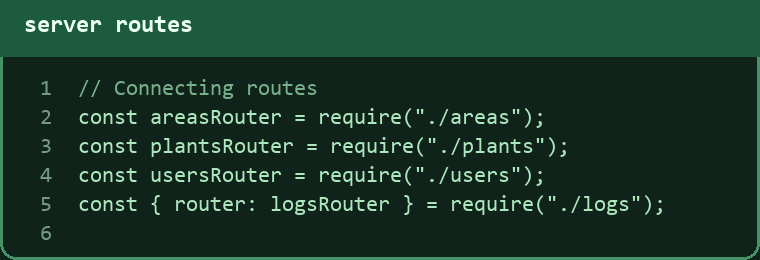 server routes
1 // Connecting routes
2 const areasRouter = require("./areas");
3 const plantsRouter = require("./plants");
4 const usersRouter = require("./users");
5 const { router: logsRouter } = require("./logs");
6